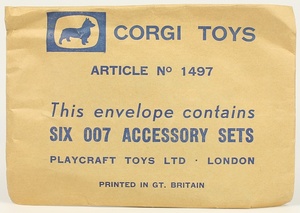 CORGI TOYS
ARTICLE Nº 1497
This envelope contains
SIX 007 ACCESSORY SETS
PLAYCRAFT TOYS LTD · LONDON
PRINTED IN GT. BRITAIN